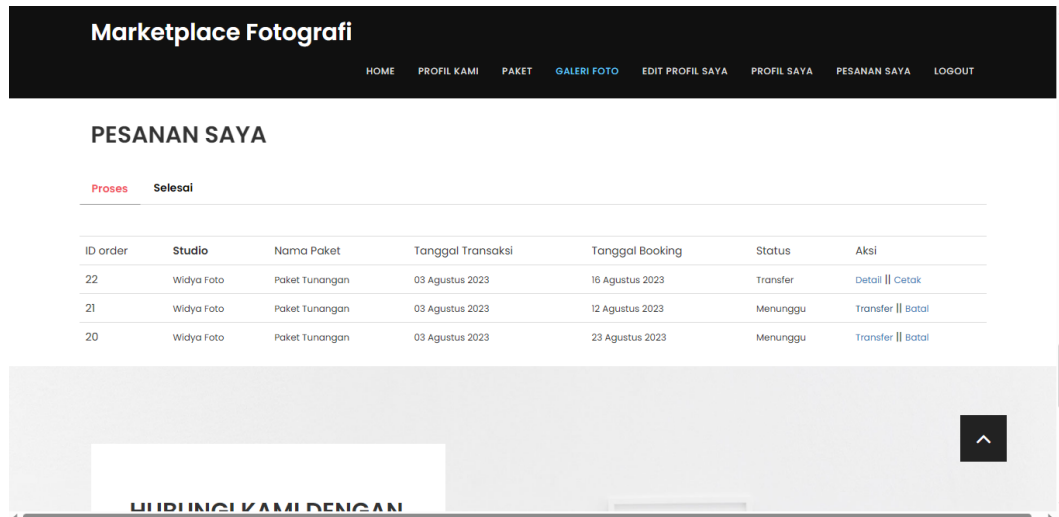 Marketplace Fotografi
HOME PROFIL KAMI PAKET GALERI FOTO EDIT PROFIL SAYA PROFIL SAYA PESANAN SAYA LOGOUT
PESANAN SAYA
Proses Selesai
ID order Studio Nama Paket Tanggal Transaksi Tanggal Booking Status Aksi
22 Widya Foto Paket Tunangan 03 Agustus 2023 16 Agustus 2023 Transfer Detail || Cetak
21 Widya Foto Paket Tunangan 03 Agustus 2023 12 Agustus 2023 Menunggu Transfer || Batal
20 Widya Foto Paket Tunangan 03 Agustus 2023 23 Agustus 2023 Menunggu Transfer || Batal
HUBUNGI KAMI DENGAN